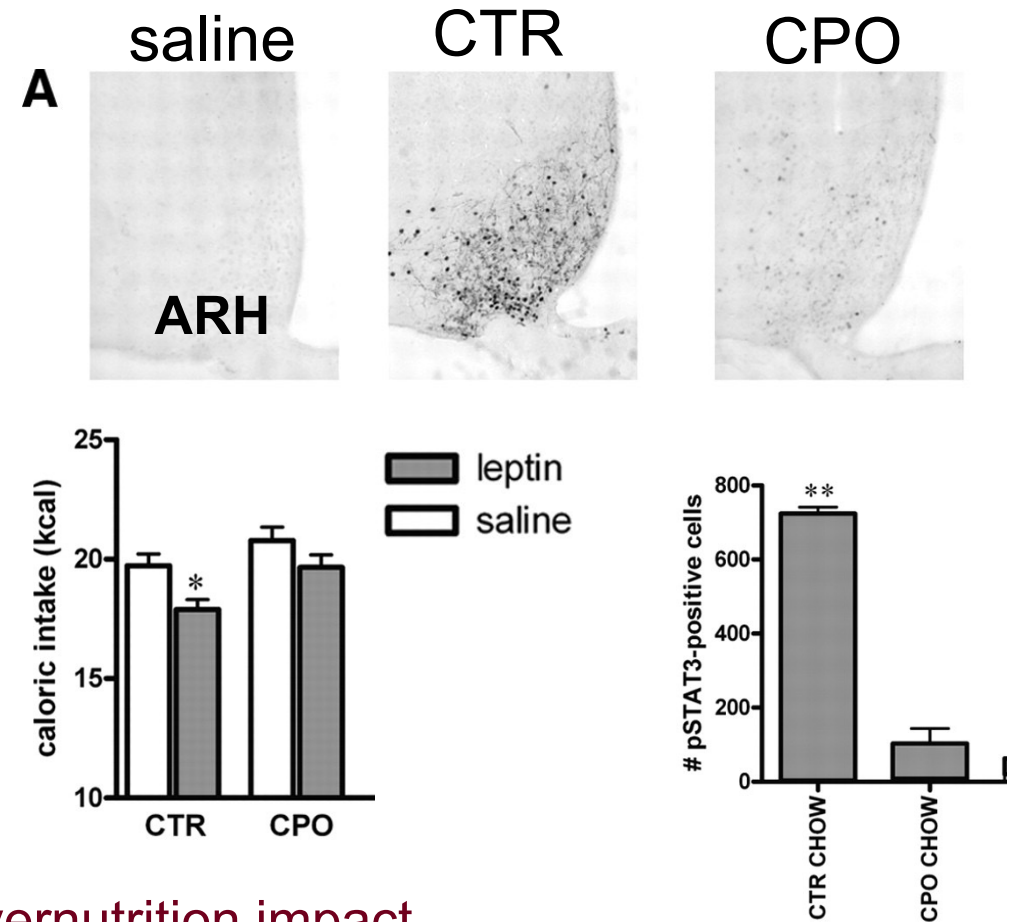 saline CTR CPO
A
ARH
25
20
15
10
caloric intake (kcal)
*
CTR CPO
leptin
saline
800
600
400
200
0
# pSTAT3-positive cells
**
CTR CHOW
CPO CHOW
impact